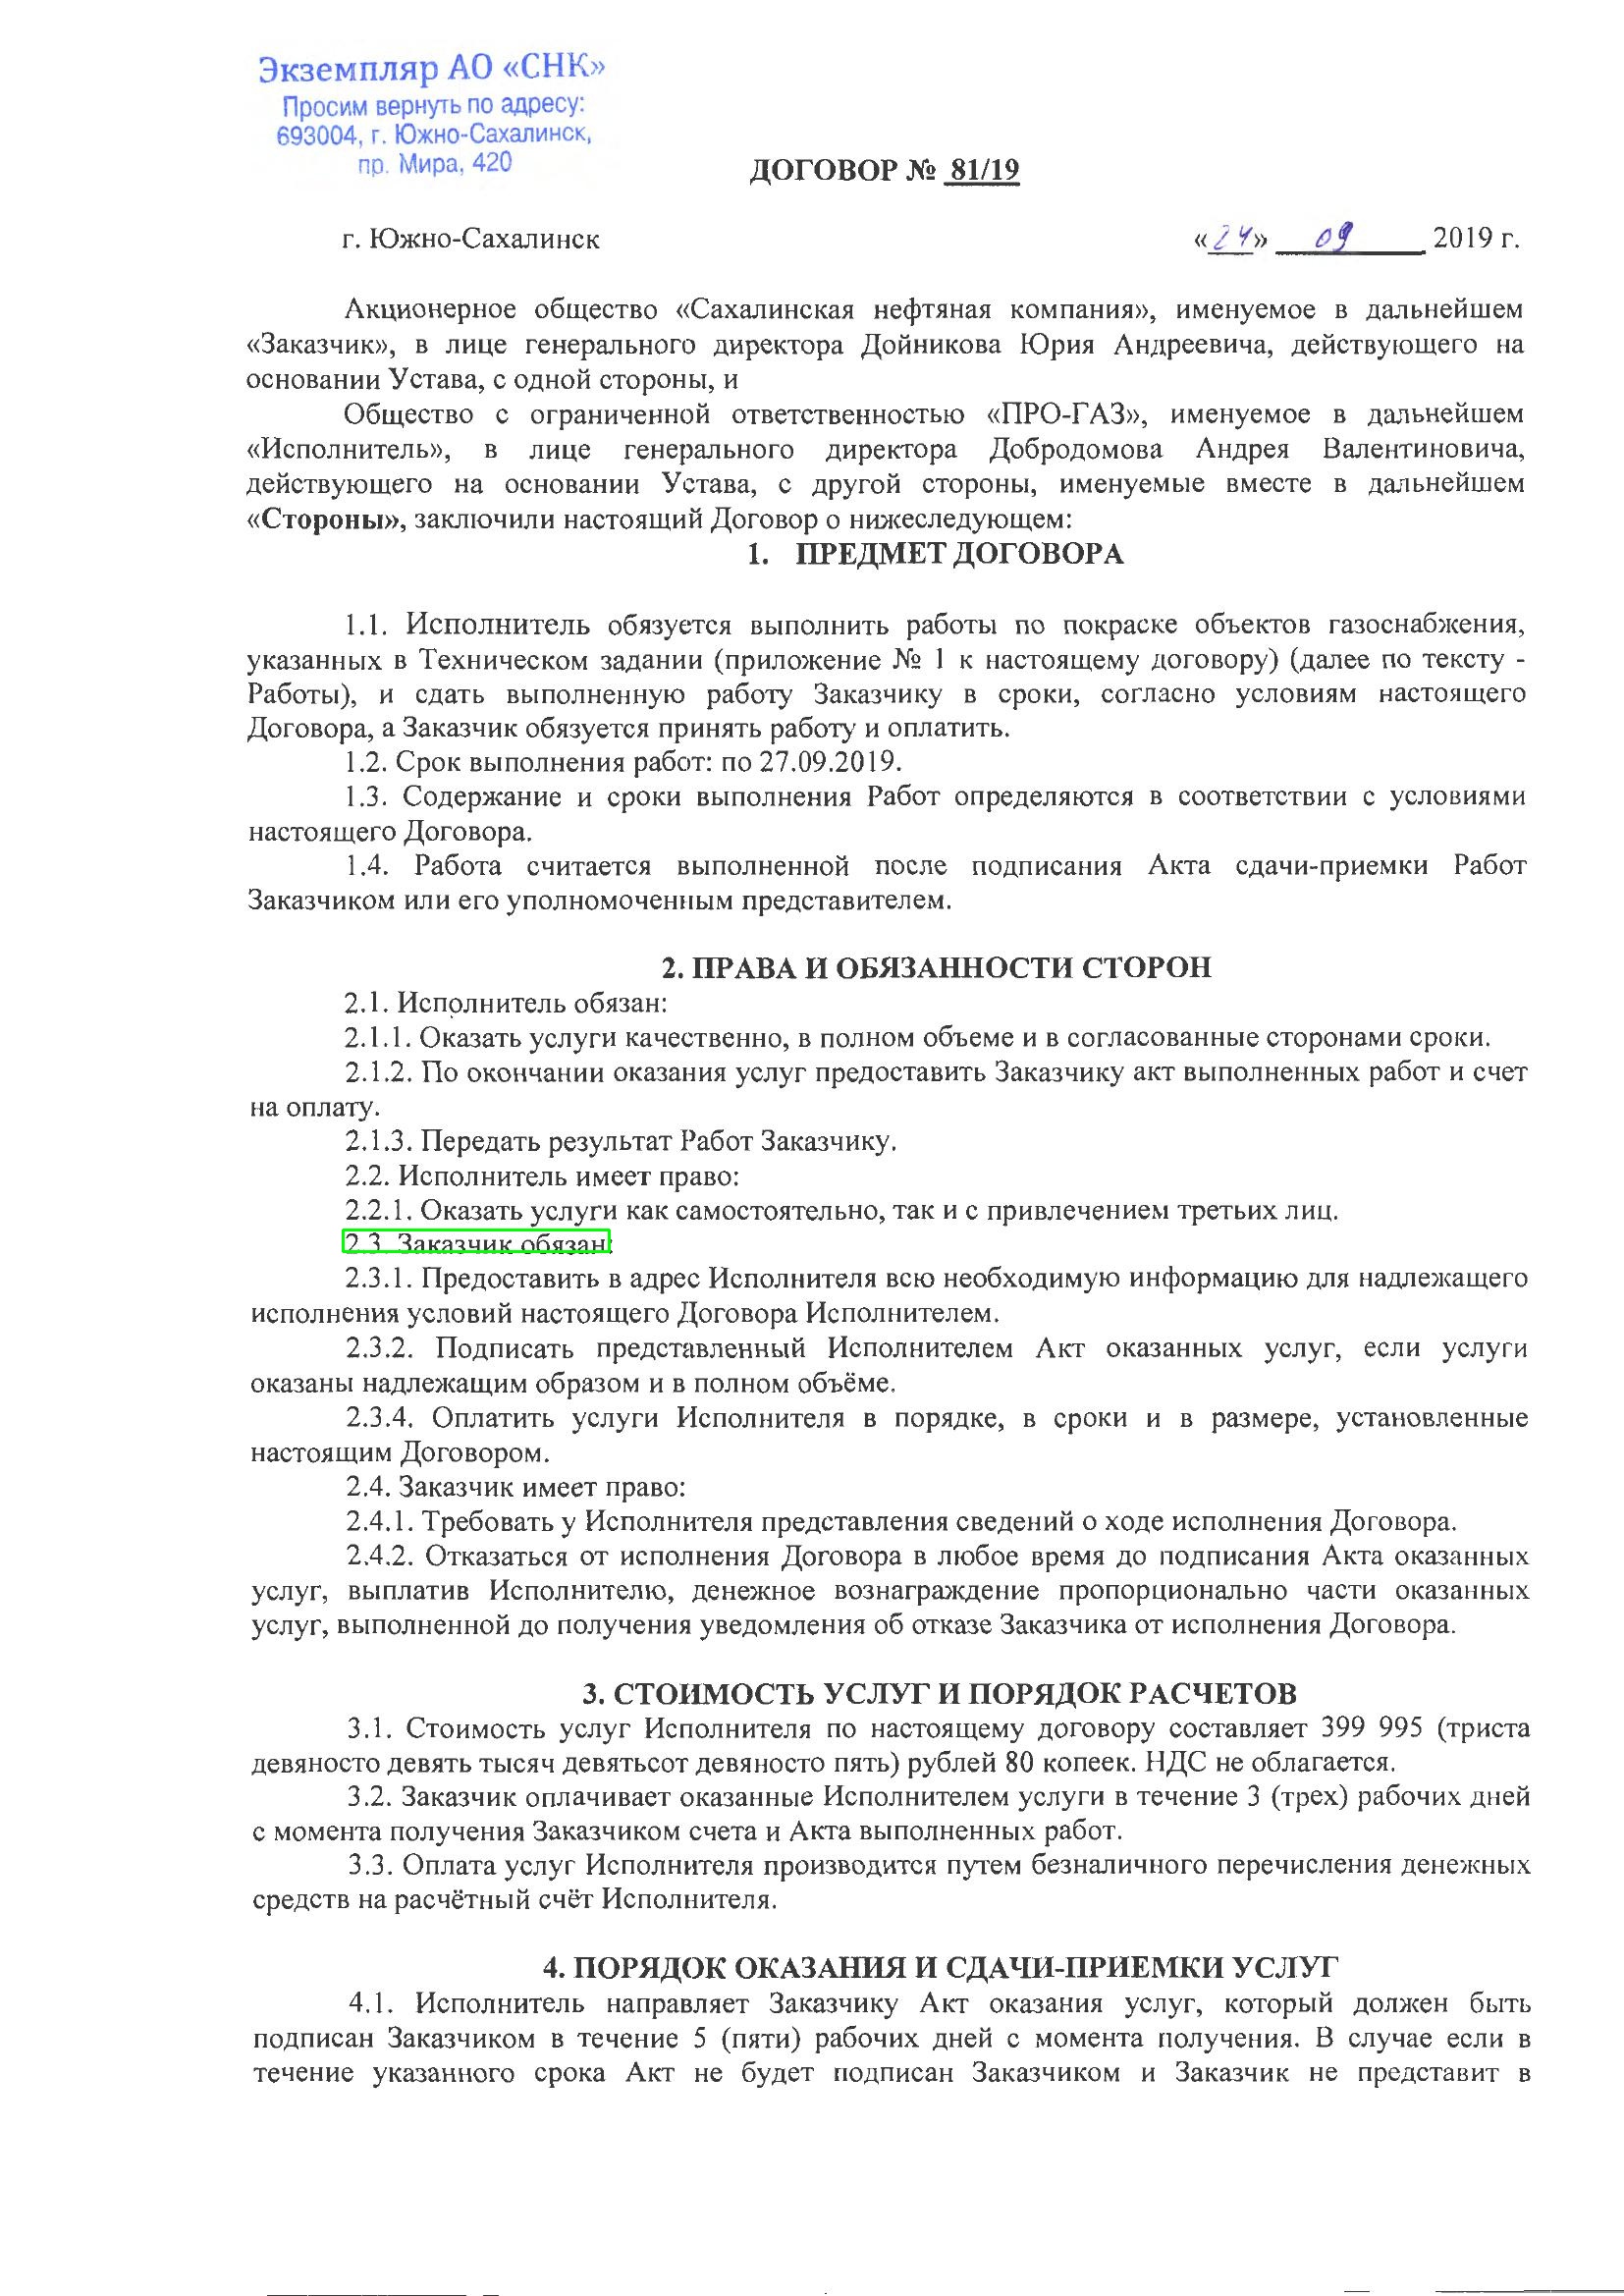 Экземпляр АО «СНК»
Просим вернуть по адресу:
693004, г. Южно-Сахалинск,
пр. Мира, 420
ДОГОВОР № 81/19
г. Южно-Сахалинск «24» 09 2019 г.
Акционерное общество «Сахалинская нефтяная компания», именуемое в дальнейшем
«Заказчик», в лице генерального директора Дойникова Юрия Андреевича, действующего на
основании Устава, с одной стороны, и
Общество с ограниченной ответственностью «ПРО-ГАЗ», именуемое в дальнейшем
«Исполнитель», в лице генерального директора Добродомова Андрея Валентиновича,
действующего на основании Устава, с другой стороны, именуемые вместе в дальнейшем
«Стороны», заключили настоящий Договор о нижеследующем:
1. ПРЕДМЕТ ДОГОВОРА
1.1. Исполнитель обязуется выполнить работы по покраске объектов газоснабжения,
указанных в Техническом задании (приложение № 1 к настоящему договору) (далее по тексту -
Работы), и сдать выполненную работу Заказчику в сроки, согласно условиям настоящего
Договора, а Заказчик обязуется принять работу и оплатить.
1.2. Срок выполнения работ: по 27.09.2019.
1.3. Содержание и сроки выполнения Работ определяются в соответствии с условиями
настоящего Договора.
1.4. Работа считается выполненной после подписания Акта сдачи-приемки Работ
Заказчиком или его уполномоченным представителем.
2. ПРАВА И ОБЯЗАННОСТИ СТОРОН
2.1. Исполнитель обязан:
2.1.1. Оказать услуги качественно, в полном объеме и в согласованные сторонами сроки.
2.1.2. По окончании оказания услуг предоставить Заказчику акт выполненных работ и счет
на оплату.
2.1.3. Передать результат Работ Заказчику.
2.2. Исполнитель имеет право:
2.2.1. Оказать услуги как самостоятельно, так и с привлечением третьих лиц.
2.3. Заказчик обязан:
2.3.1. Предоставить в адрес Исполнителя всю необходимую информацию для надлежащего
исполнения условий настоящего Договора Исполнителем.
2.3.2. Подписать представленный Исполнителем Акт оказанных услуг, если услуги
оказаны надлежащим образом и в полном объёме.
2.3.4. Оплатить услуги Исполнителя в порядке, в сроки и в размере, установленные
настоящим Договором.
2.4. Заказчик имеет право:
2.4.1. Требовать у Исполнителя представления сведений о ходе исполнения Договора.
2.4.2. Отказаться от исполнения Договора в любое время до подписания Акта оказанных
услуг, выплатив Исполнителю, денежное вознаграждение пропорционально части оказанных
услуг, выполненной до получения уведомления об отказе Заказчика от исполнения Договора.
3. СТОИМОСТЬ УСЛУГ И ПОРЯДОК РАСЧЕТОВ
3.1. Стоимость услуг Исполнителя по настоящему договору составляет 399 995 (триста
девяносто девять тысяч девятьсот девяносто пять) рублей 80 копеек. НДС не облагается.
3.2. Заказчик оплачивает оказанные Исполнителем услуги в течение 3 (трех) рабочих дней
с момента получения Заказчиком счета и Акта выполненных работ.
3.3. Оплата услуг Исполнителя производится путем безналичного перечисления денежных
средств на расчётный счёт Исполнителя.
4. ПОРЯДОК ОКАЗАНИЯ И СДАЧИ-ПРИЕМКИ УСЛУГ
4.1. Исполнитель направляет Заказчику Акт оказания услуг, который должен быть
подписан Заказчиком в течение 5 (пяти) рабочих дней с момента получения. В случае если в
течение указанного срока Акт не будет подписан Заказчиком и Заказчик не представит в